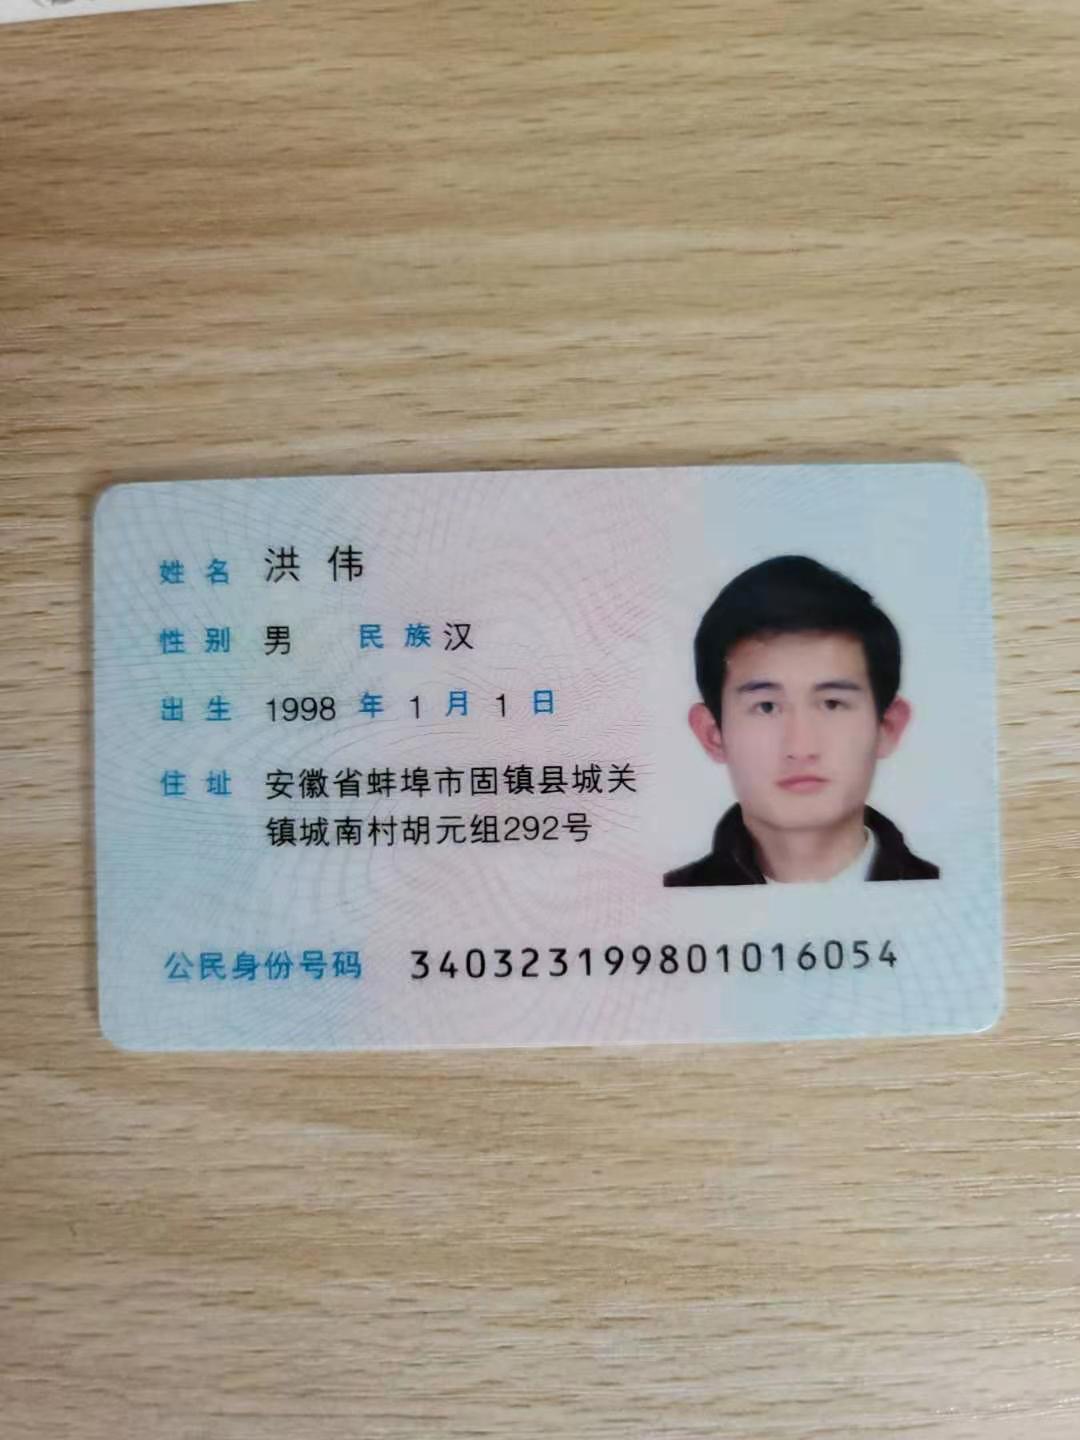 姓名 洪伟
性别 男 民族 汉
出生 1998 年 1 月 1 日
住址 安徽省蚌埠市固镇县城关
镇城南村胡元组292号
公民身份号码 340323199801016054